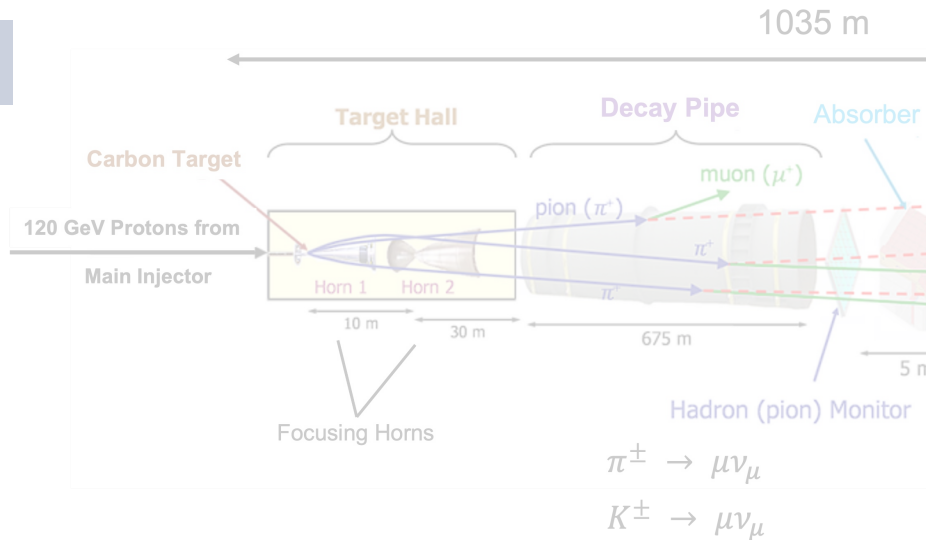 1035 m
Target Hall
Decay Pipe
Absorber
Carbon Target
muon (μ⁺)
pion (π⁺)
120 GeV Protons from
Main Injector
π⁺
π⁺
Horn 1
Horn 2
10 m
30 m
675 m
5 m
Hadron (pion) Monitor
Focusing Horns
π± → μν_μ
K± → μν_μ